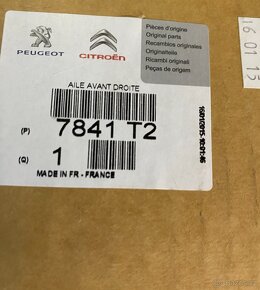 PEUGEOT
CITROËN
Pièces d'origine
Original parts
Recambios originales
Originalteile
Ricambi originali
Peças de origem
AILE AVANT DROITE
(P) 7841 T2
(Q) 1
MADE IN FR - FRANCE
16 01 15